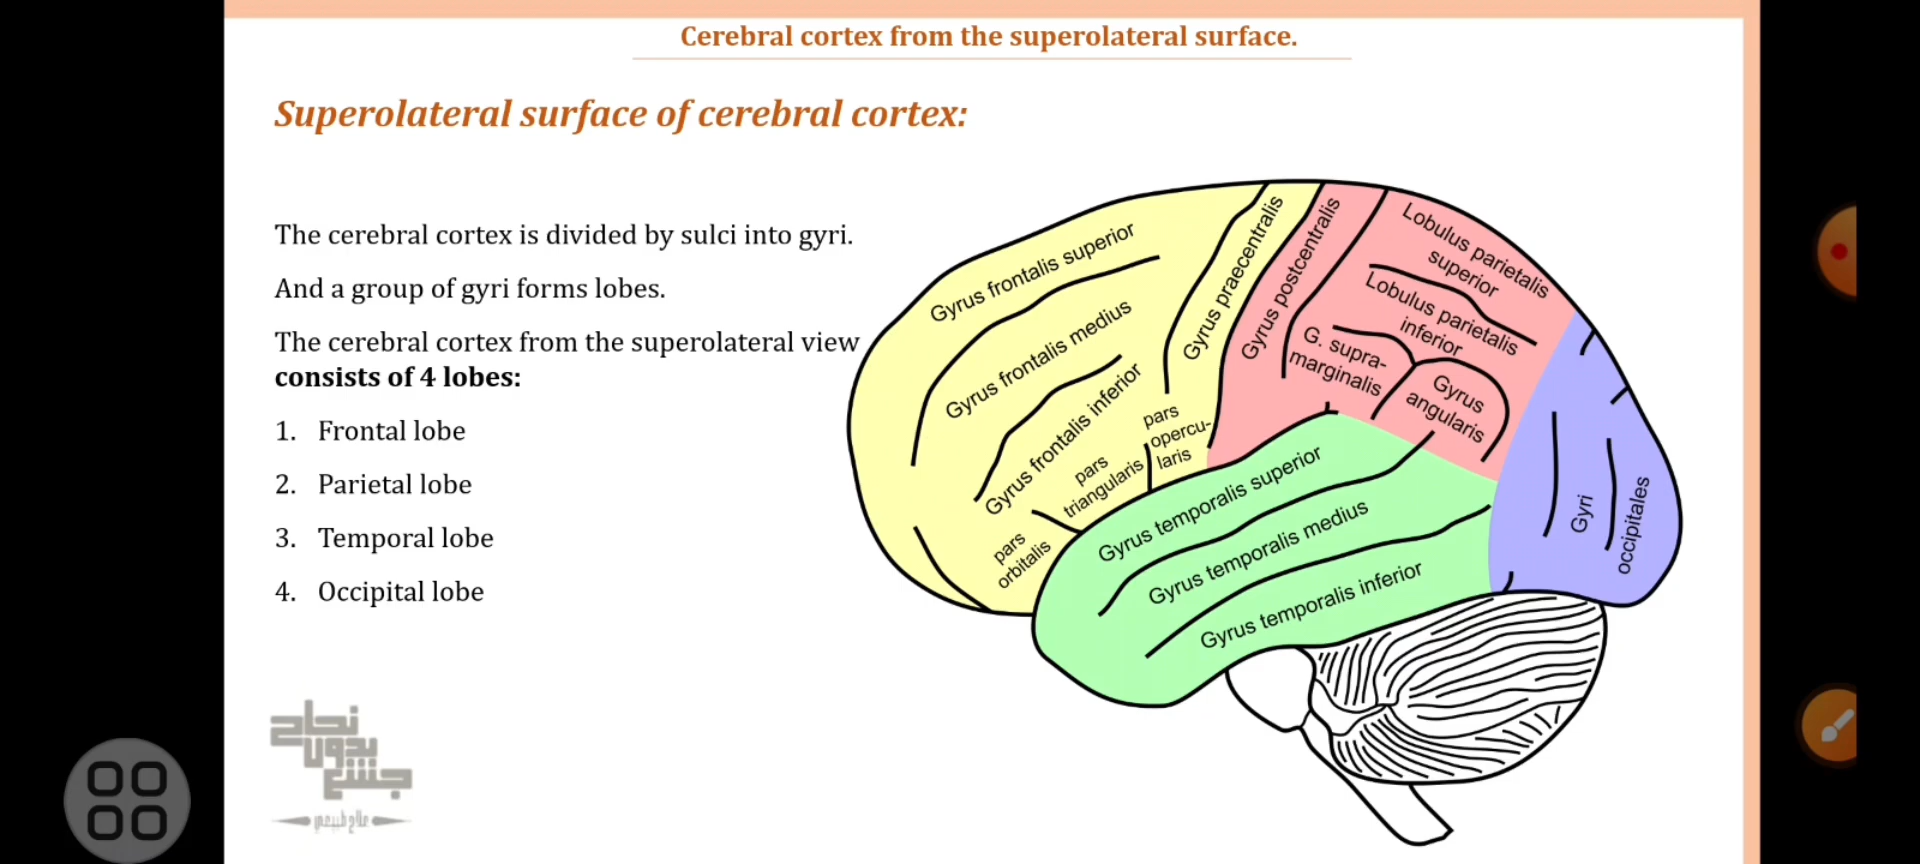 Cerebral cortex from the superolateral surface.
Superolateral surface of cerebral cortex:
The cerebral cortex is divided by sulci into gyri.
And a group of gyri forms lobes.
The cerebral cortex from the superolateral view
consists of 4 lobes:
1. Frontal lobe
2. Parietal lobe
3. Temporal lobe
4. Occipital lobe
Gyrus frontalis superior
Gyrus frontalis medius
Gyrus frontalis inferior
pars
orbitalis
pars
triangularis
pars
opercu-
laris
Gyrus praecentralis
Gyrus postcentralis
Lobulus parietalis
superior
Lobulus parietalis
inferior
G. supra-
marginalis
Gyrus
angularis
Gyrus temporalis superior
Gyrus temporalis medius
Gyrus temporalis inferior
Gyri
occipitales
نجاح
بدون
جشع
علاج طبيعي